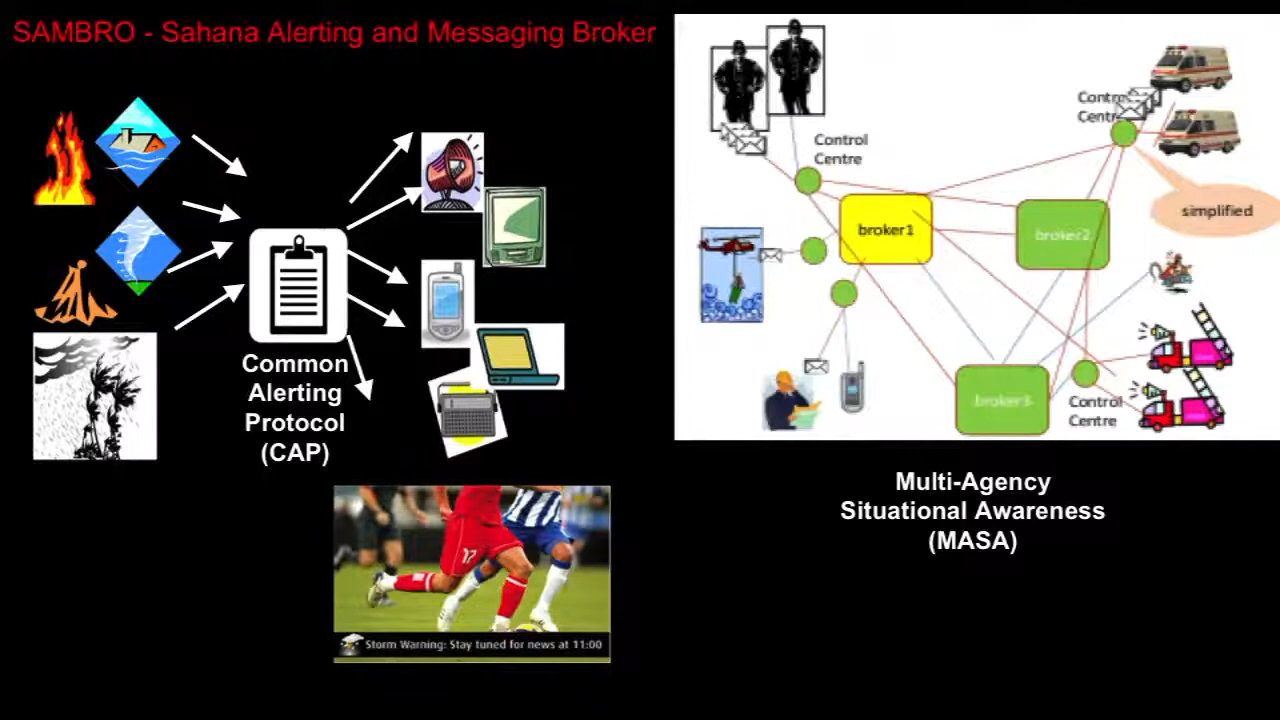 SAMBRO - Sahana Alerting and Messaging Broker
Common
Alerting
Protocol
(CAP)
17
Storm Warning: Stay tuned for news at 11:00
Control
Centre
simplified
broker1
broker2
broker3
Control
Centre
Multi-Agency
Situational Awareness
(MASA)